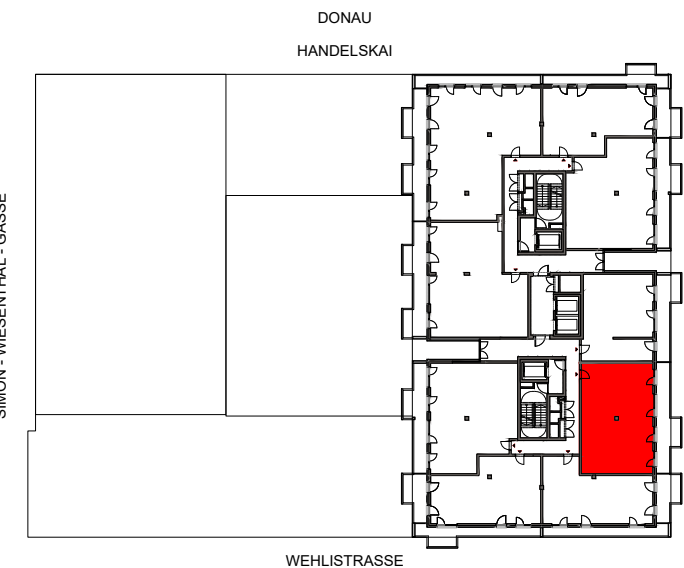 DONAU
HANDELSKAI
SIMON - WIESENTHAL - GASSE
WEHLISTRASSE